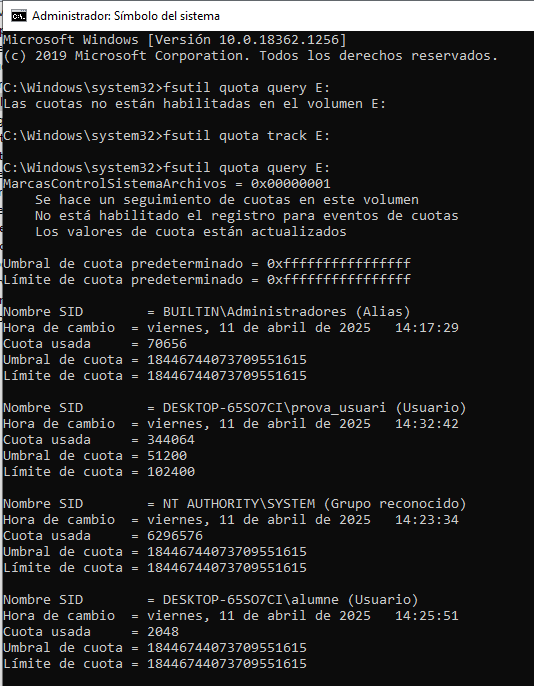 Administrador: Símbolo del sistema
Microsoft Windows [Versión 10.0.18362.1256]
(c) 2019 Microsoft Corporation. Todos los derechos reservados.
C:\Windows\system32>fsutil quota query E:
Las cuotas no están habilitadas en el volumen E:
C:\Windows\system32>fsutil quota track E:
C:\Windows\system32>fsutil quota query E:
MarcasControlSistemaArchivos = 0x00000001
Se hace un seguimiento de cuotas en este volumen
No está habilitado el registro para eventos de cuotas
Los valores de cuota están actualizados
Umbral de cuota predeterminado = 0xffffffffffffffff
Límite de cuota predeterminado = 0xffffffffffffffff
Nombre SID = BUILTIN\Administradores (Alias)
Hora de cambio = viernes, 11 de abril de 2025 14:17:29
Cuota usada = 70656
Umbral de cuota = 18446744073709551615
Límite de cuota = 18446744073709551615
Nombre SID = DESKTOP-65SO7CI\prova_usuari (Usuario)
Hora de cambio = viernes, 11 de abril de 2025 14:32:42
Cuota usada = 344064
Umbral de cuota = 51200
Límite de cuota = 102400
Nombre SID = NT AUTHORITY\SYSTEM (Grupo reconocido)
Hora de cambio = viernes, 11 de abril de 2025 14:23:34
Cuota usada = 6296576
Umbral de cuota = 18446744073709551615
Límite de cuota = 18446744073709551615
Nombre SID = DESKTOP-65SO7CI\alumne (Usuario)
Hora de cambio = viernes, 11 de abril de 2025 14:25:51
Cuota usada = 2048
Umbral de cuota = 18446744073709551615
Límite de cuota = 18446744073709551615